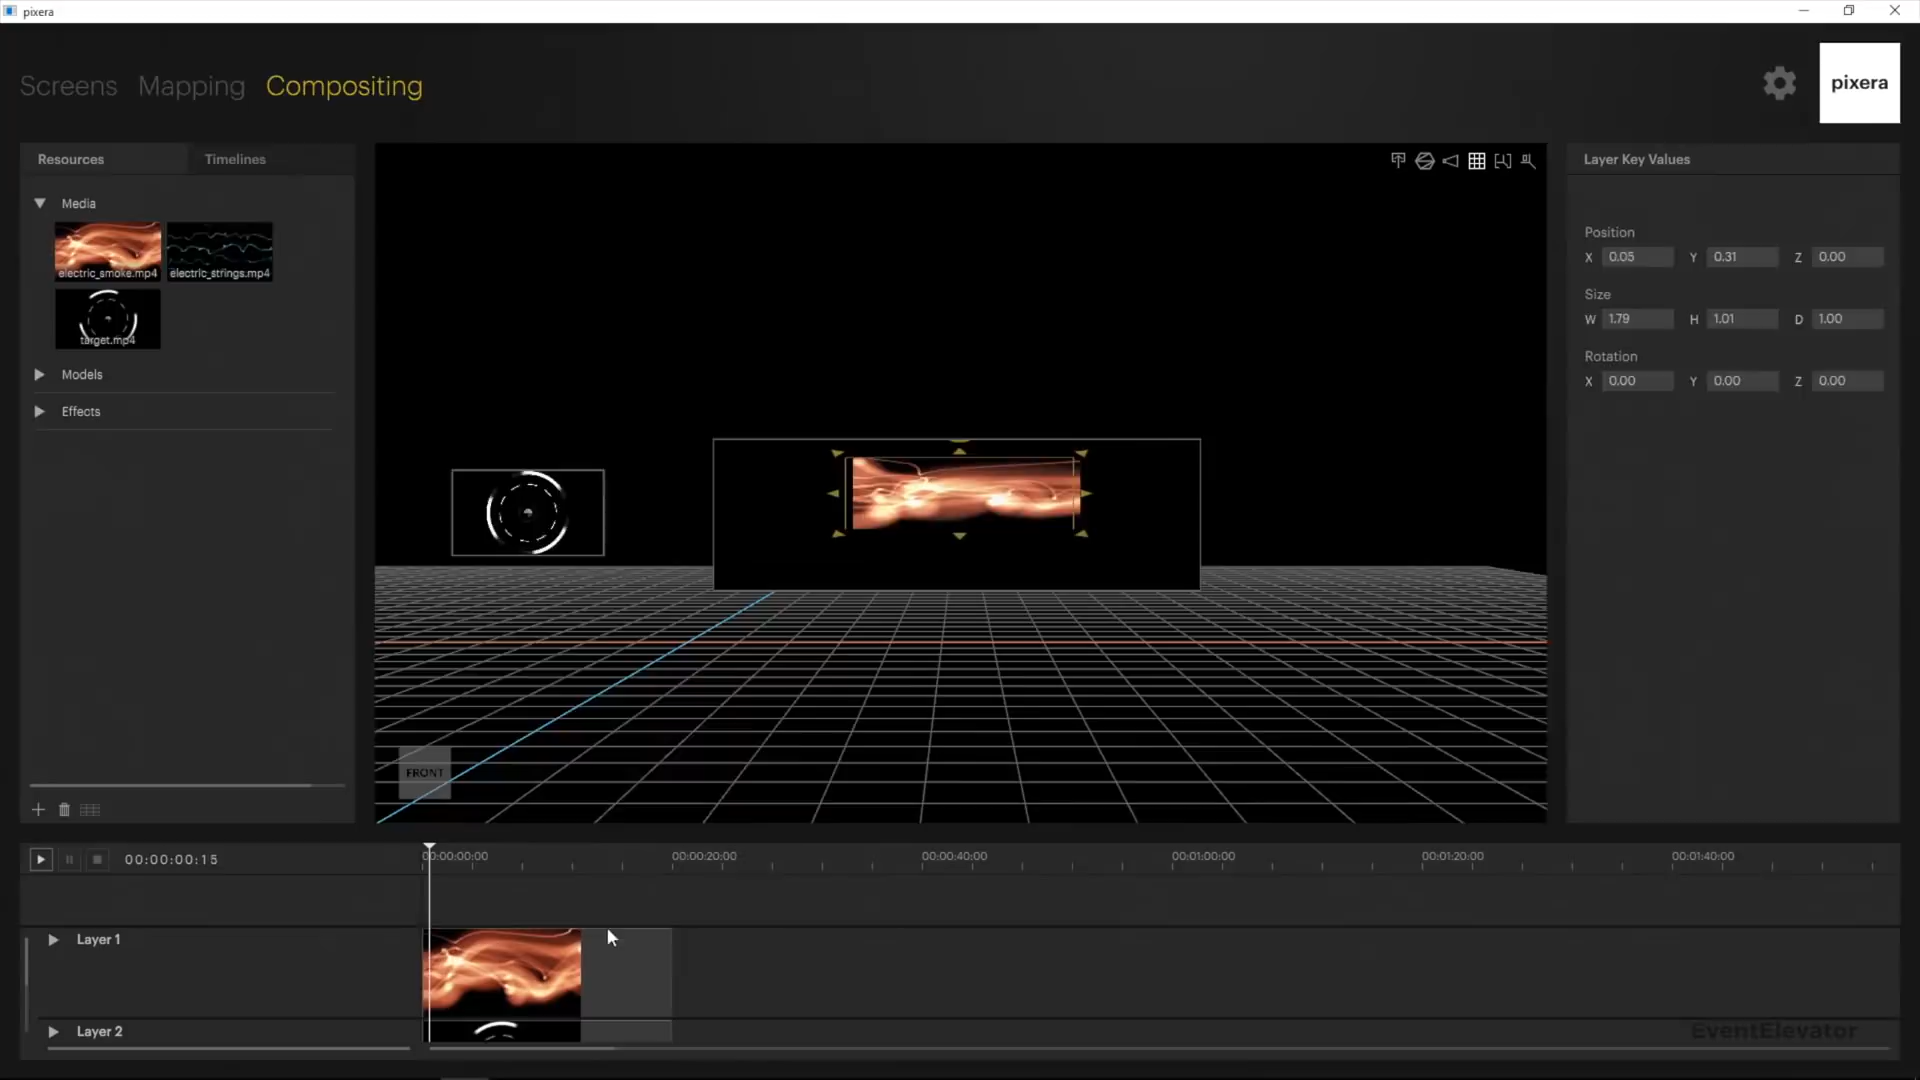 pixera
Screens Mapping Compositing
pixera
Resources Timelines
Layer Key Values
Media
electric_smoke.mp4 electric_strings.mp4
target.mp4
Models
Effects
Position
X 0.05 Y 0.31 Z 0.00
Size
W 1.79 H 1.01 D 1.00
Rotation
X 0.00 Y 0.00 Z 0.00
FRONT
00:00:00:15
00:00:00:00 00:00:20:00 00:00:40:00 00:01:00:00 00:01:20:00 00:01:40:00
Layer 1
Layer 2
EventElevator